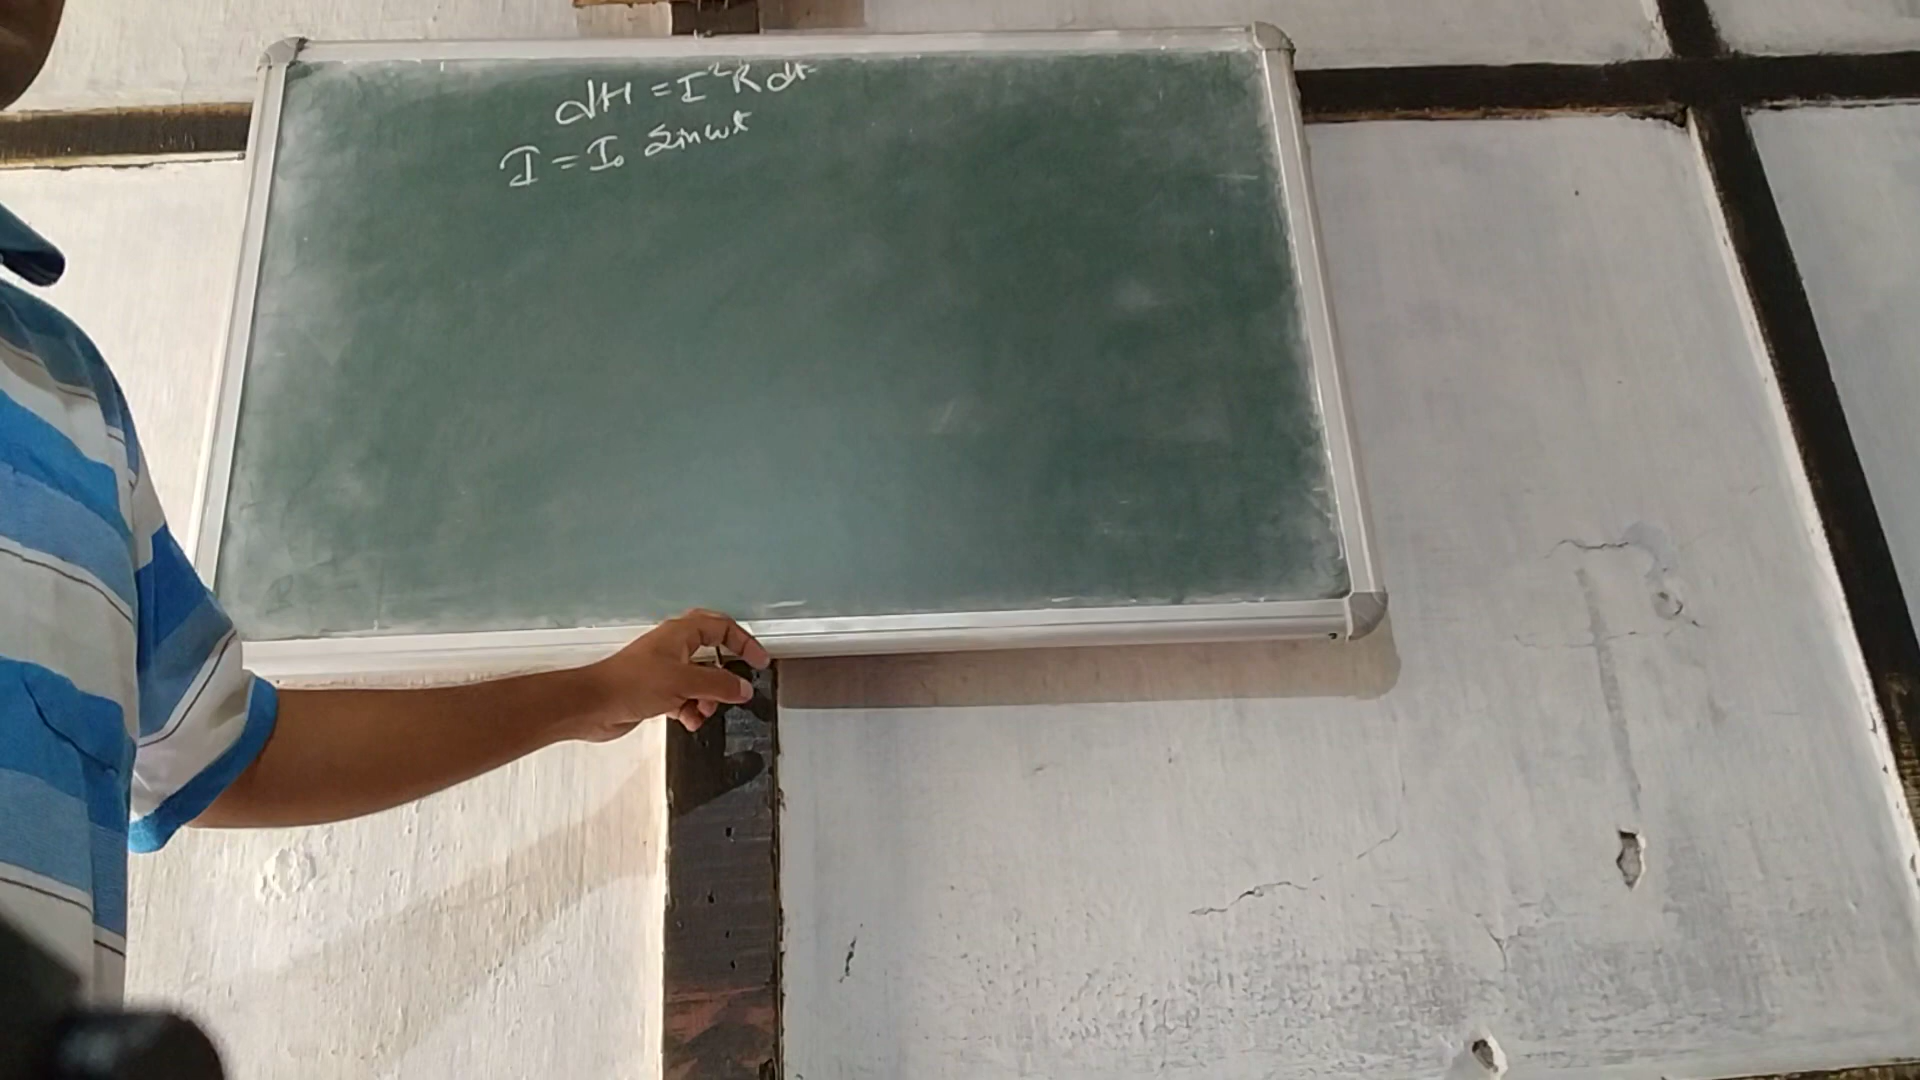 dH = I²R dt
I = I₀ Sinωt